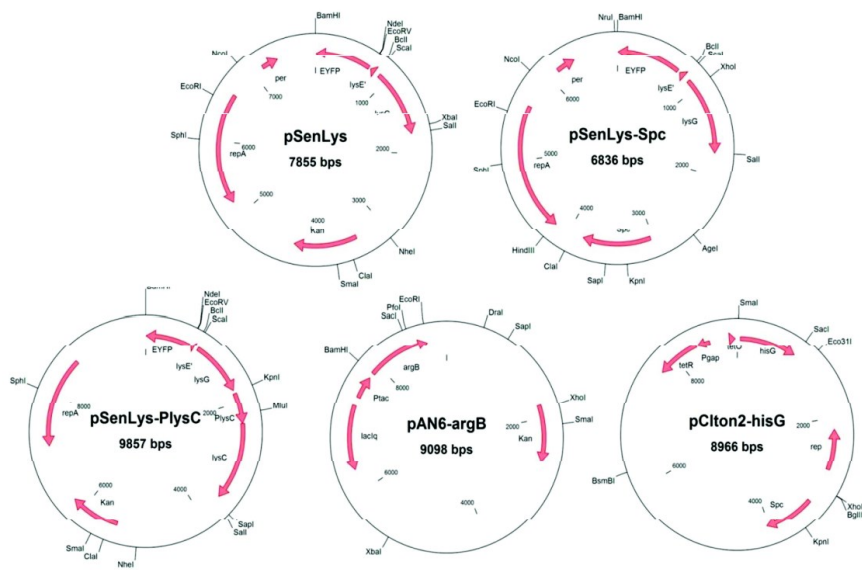 BamHI
NdeI
EcoRV
BclI
ScaI
NcoI
per
EYFP
7000
lysE'
1000
EcoRI
XbaI
SalI
pSenLys
7855 bps
SphI
6000
repA
2000
5000
4000
Kan
3000
NheI
ClaI
SmaI
NruI
BamHI
BclI
XhoI
NcoI
per
EYFP
6000
lysE'
1000
lysG
EcoRI
pSenLys-Spc
6836 bps
SalI
5000
repA
2000
SphI
4000
3000
HindIII
AgeI
ClaI
SapI
KpnI
NdeI
EcoRV
BclI
ScaI
EYFP
lysE'
lysG
SphI
KpnI
8000
2000
MluI
repA
PlysC
pSenLys-PlysC
9857 bps
lysC
6000
4000
Kan
SapI
SalI
SmaI
ClaI
NheI
EcoRI
PfoI
SacI
DraI
SapI
BamHI
argB
8000
Ptac
XhoI
SmaI
2000
pAN6-argB
9098 bps
Kan
lacIq
6000
4000
XbaI
SmaI
SacI
Eco31I
tetR
Pgap
hisG
8000
pClton2-hisG
8966 bps
2000
rep
6000
BsmBI
4000
Spc
XhoI
BglII
KpnI